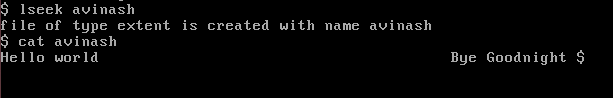 $ lseek avinash
file of type extent is created with name avinash
$ cat avinash
Hello world                                            Bye Goodnight $